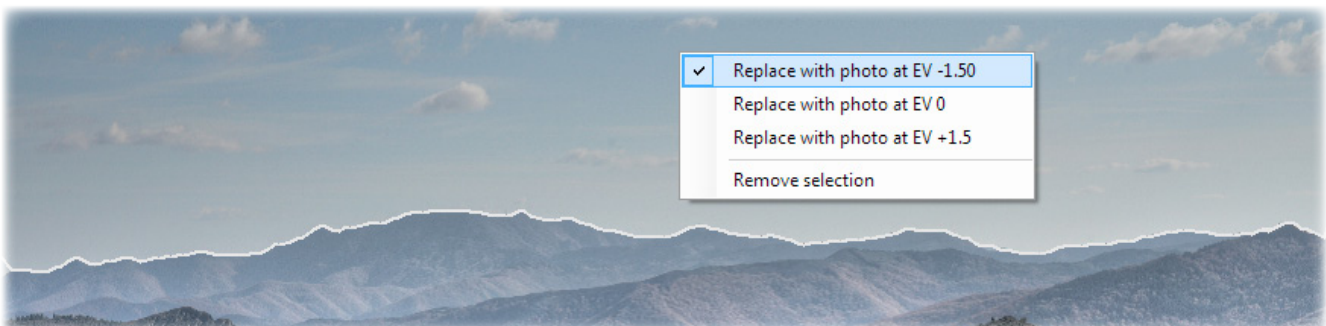 Replace with photo at EV -1.50
Replace with photo at EV 0
Replace with photo at EV +1.5
Remove selection